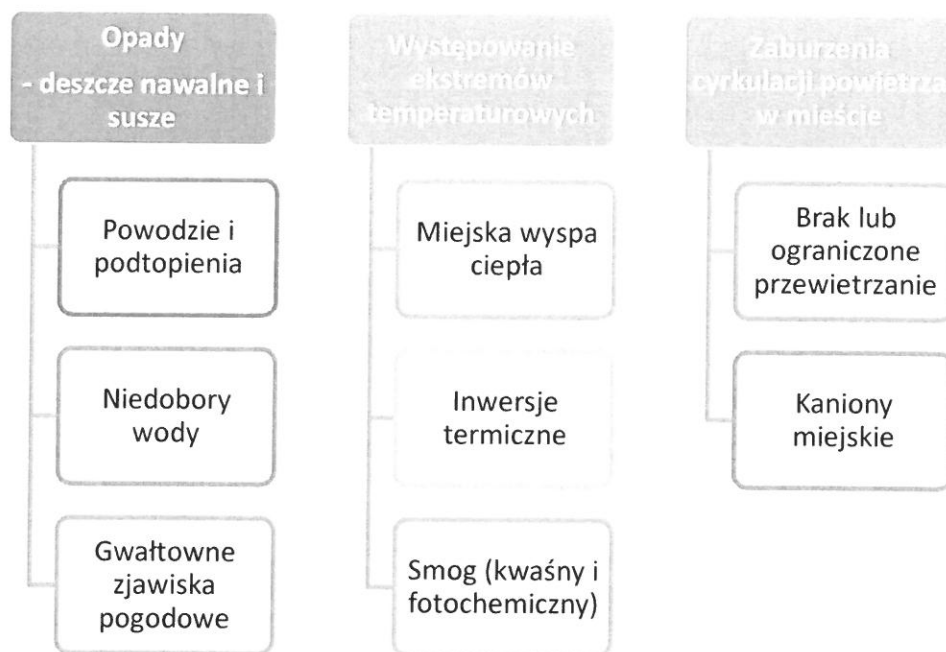 Opady
- deszcze nawalne i
susze
Powodzie i
podtopienia
Niedobory
wody
Gwałtowne
zjawiska
pogodowe
Występowanie
ekstremów
temperaturowych
Miejska wyspa
ciepła
Inwersje
termiczne
Smog (kwaśny i
fotochemiczny)
Zaburzenia
cyrkulacji powietrza
w mieście
Brak lub
ograniczone
przewietrzanie
Kaniony
miejskie